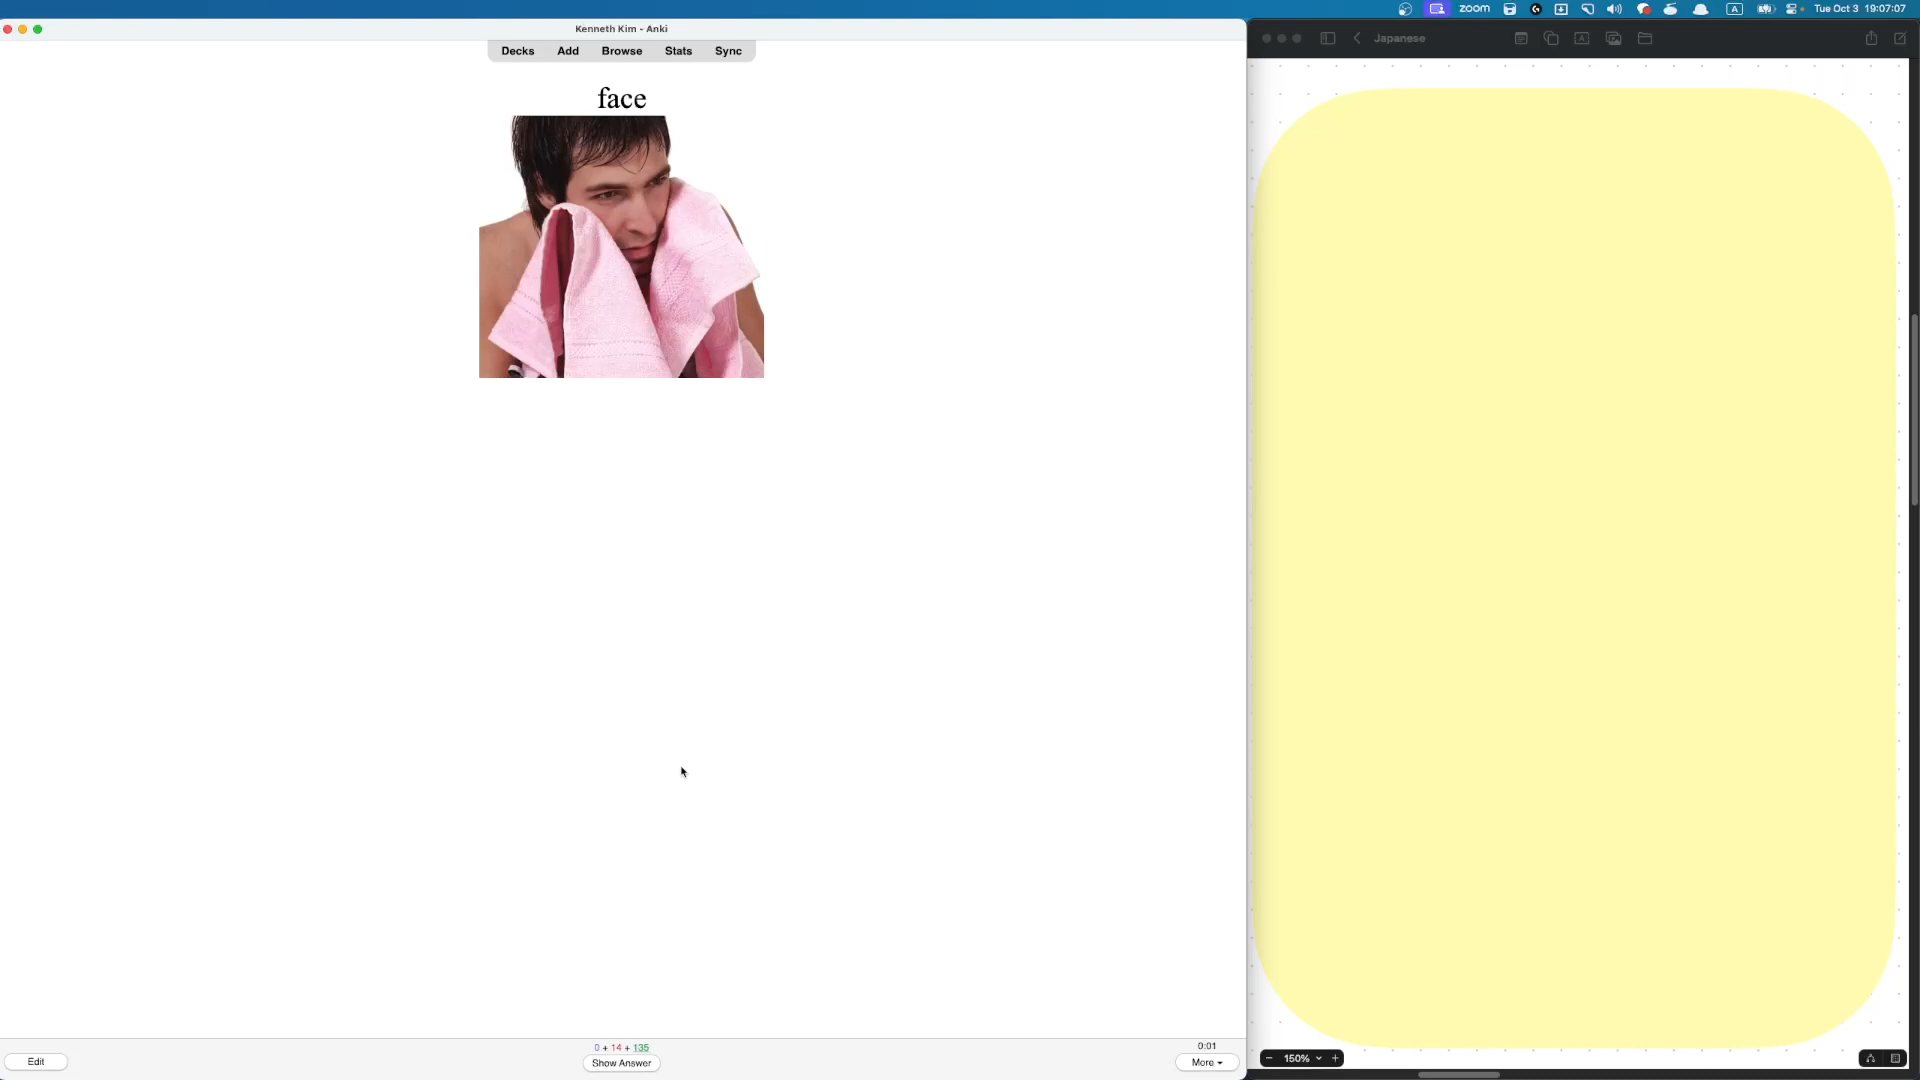 zoom
A
Tue Oct 3 19:07:07
Kenneth Kim - Anki
Decks Add Browse Stats Sync
Japanese
face
0 + 14 + 135
Edit
Show Answer
0:01
More
150%